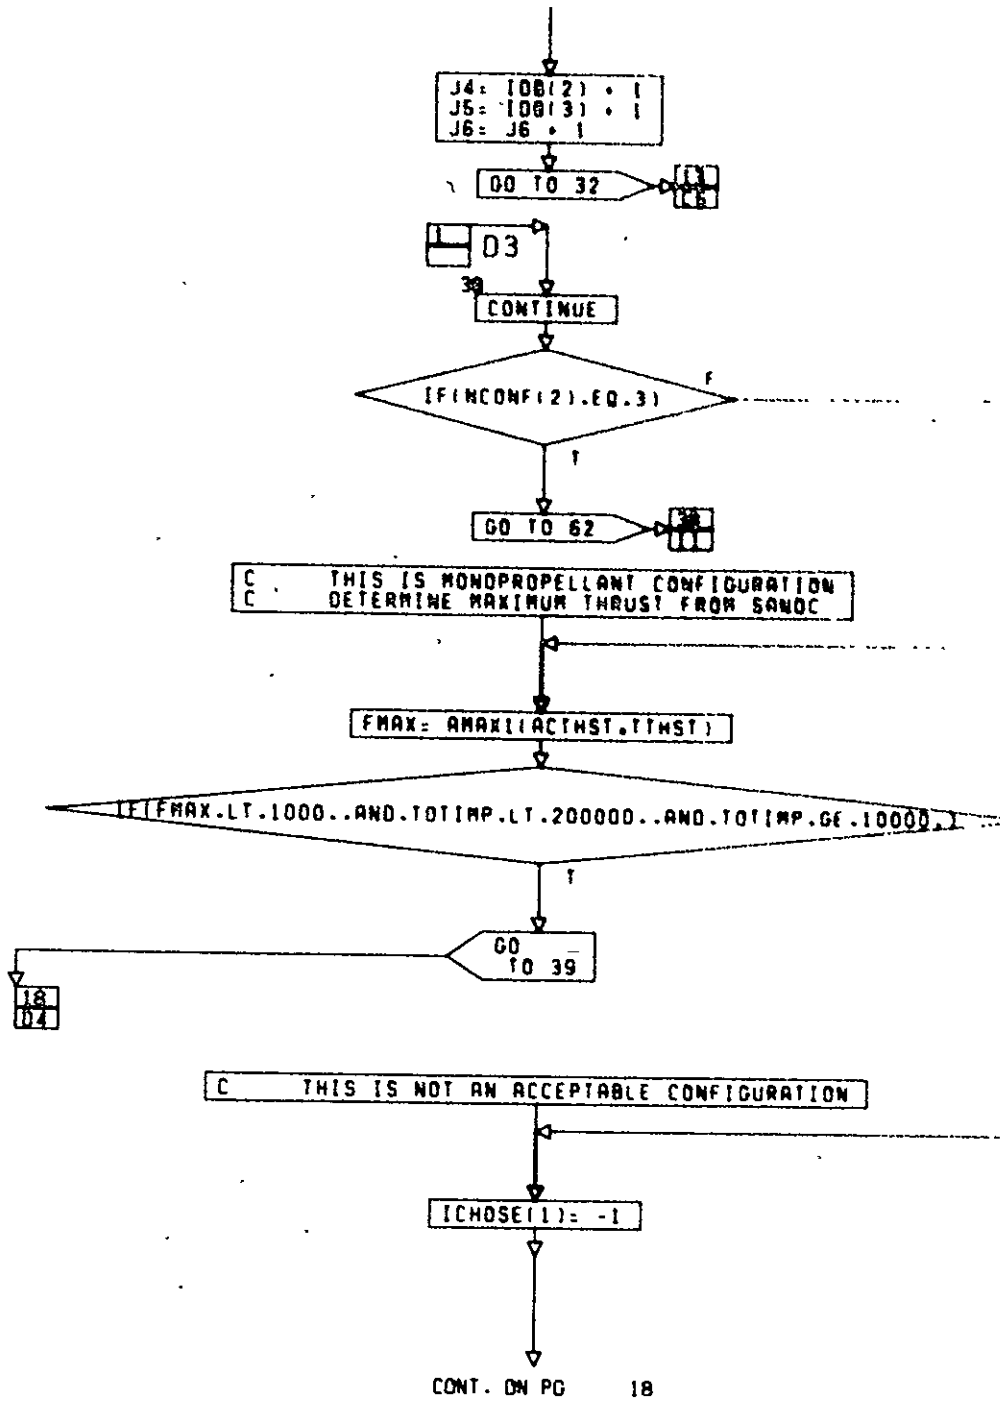 J4= IDB(2) + 1
J5= IDB(3) + 1
J6= J6 + 1
GO TO 32
1
D3
CONTINUE
IF(NCONF(2).EQ.3)
F
T
GO TO 62
C THIS IS MONOPROPELLANT CONFIGURATION
C DETERMINE MAXIMUM THRUST FROM SANDC
FMAX= AMAX1(ACTHST,TTHST)
IF(FMAX.LT.1000..AND.TOTIMP.LT.200000..AND.TOTIMP.GE.10000.)
T
GO
TO 39
18
D4
C THIS IS NOT AN ACCEPTABLE CONFIGURATION
ICHOSE(1)= -1
CONT. ON PG 18